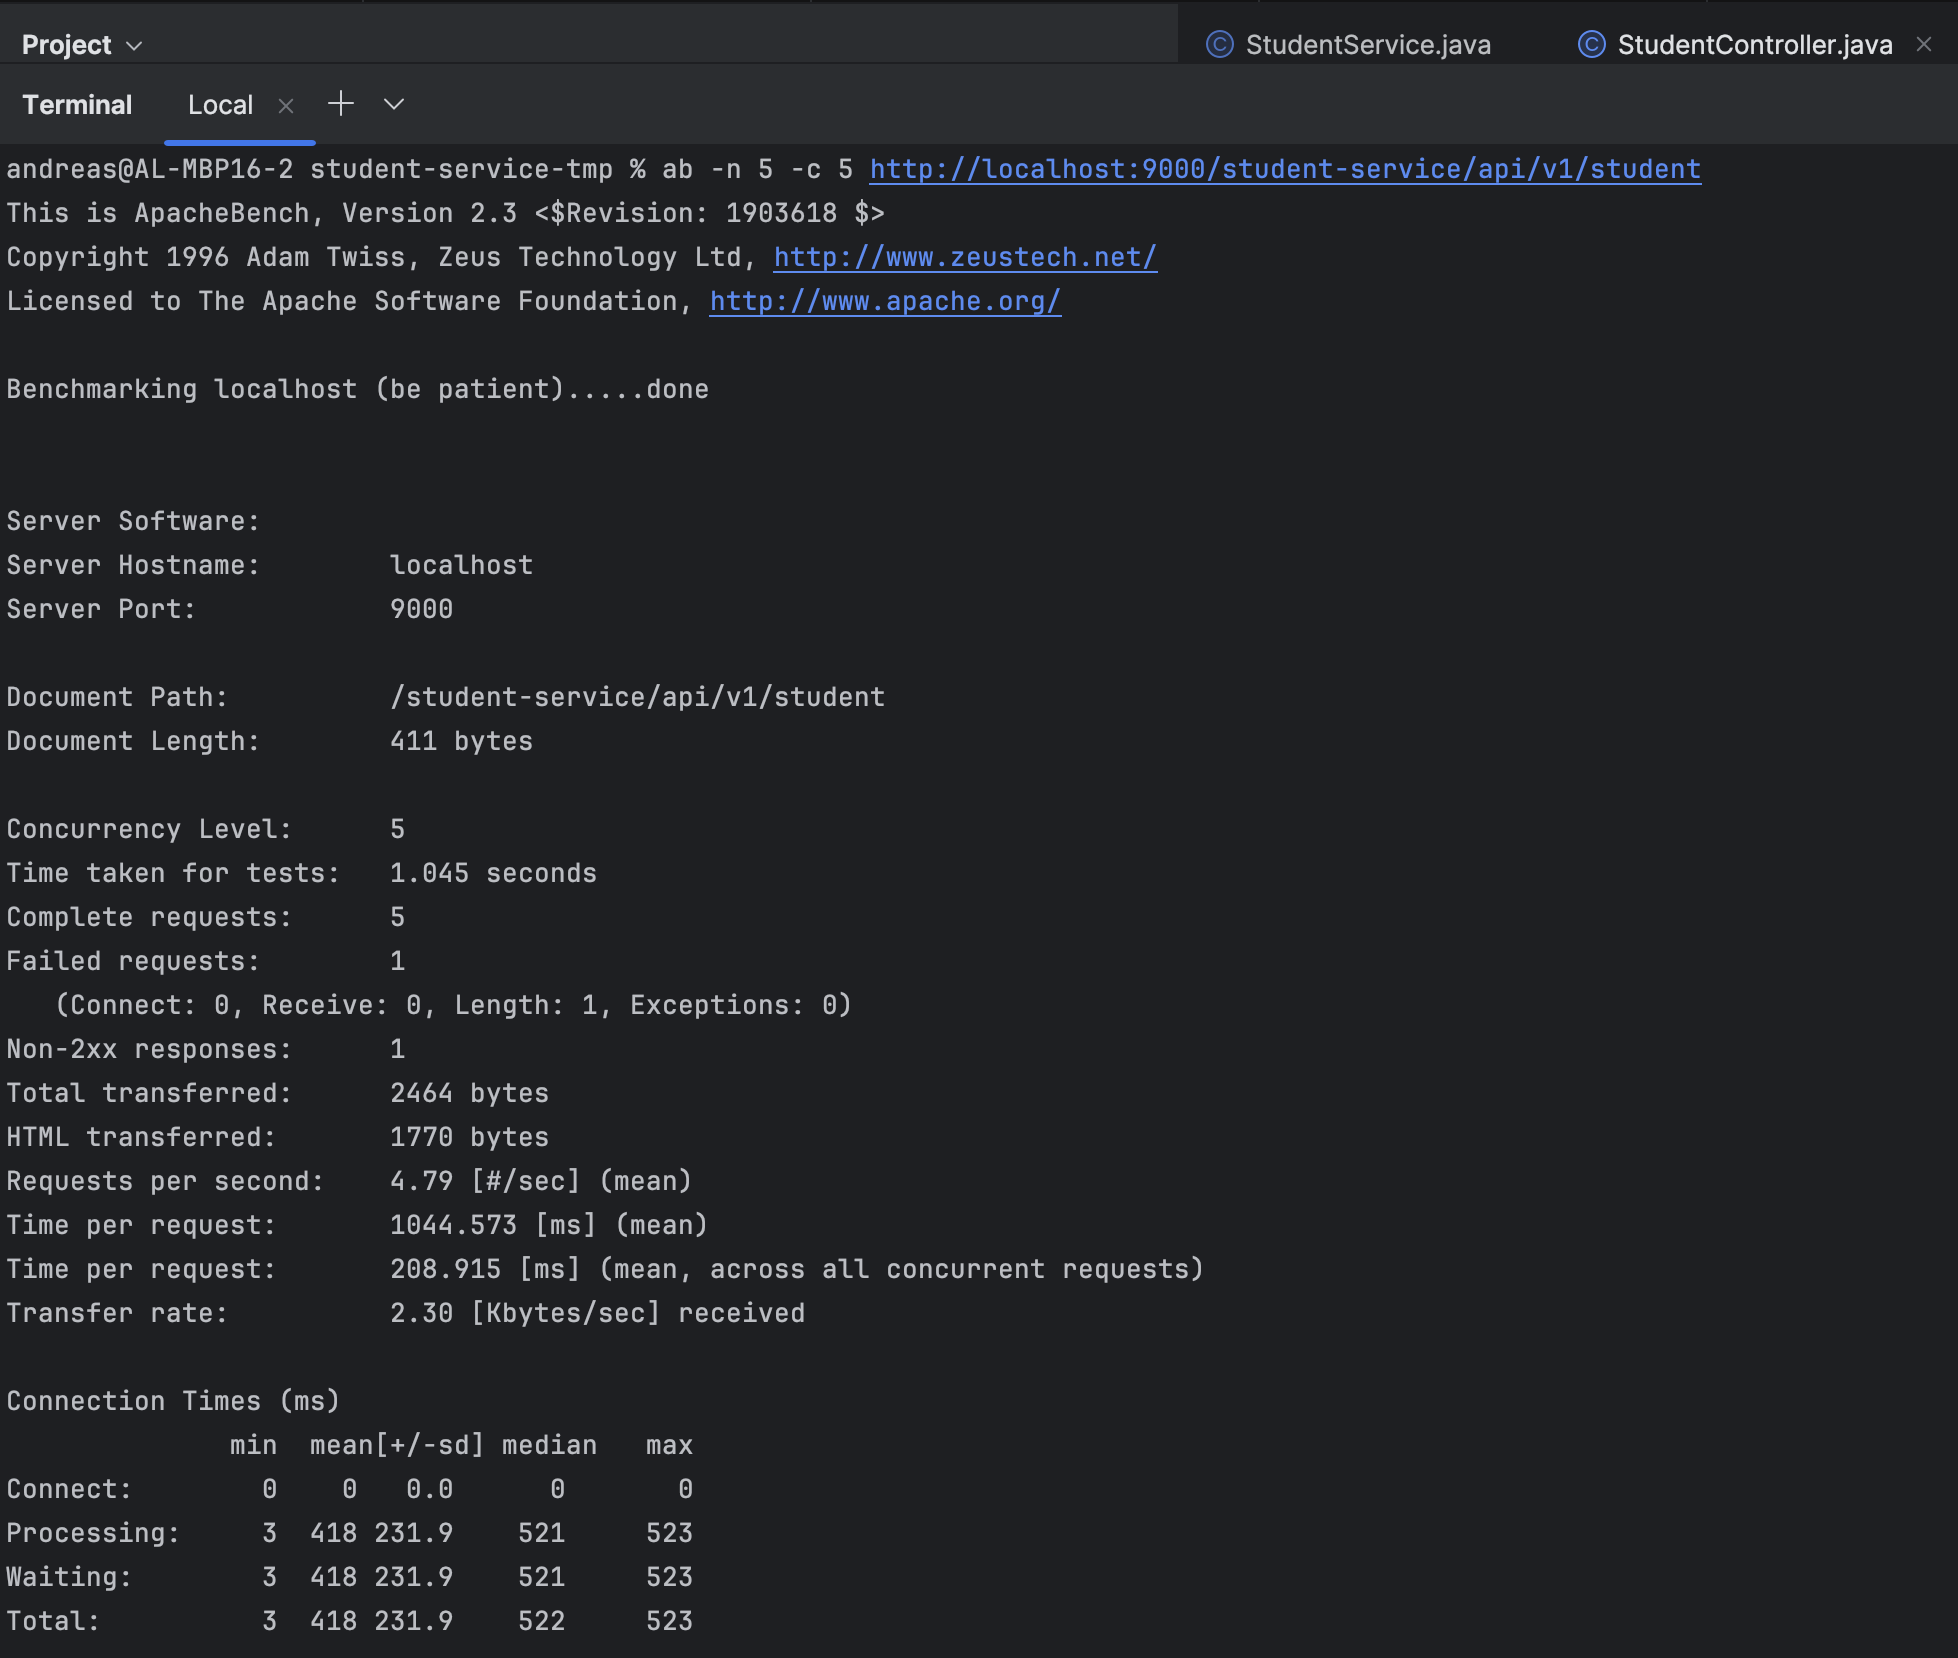 Project
StudentService.java
StudentController.java
Terminal Local
andreas@AL-MBP16-2 student-service-tmp % ab -n 5 -c 5 http://localhost:9000/student-service/api/v1/student
This is ApacheBench, Version 2.3 <$Revision: 1903618 $>
Copyright 1996 Adam Twiss, Zeus Technology Ltd, http://www.zeustech.net/
Licensed to The Apache Software Foundation, http://www.apache.org/
Benchmarking localhost (be patient).....done
Server Software:
Server Hostname:        localhost
Server Port:            9000
Document Path:          /student-service/api/v1/student
Document Length:        411 bytes
Concurrency Level:      5
Time taken for tests:   1.045 seconds
Complete requests:      5
Failed requests:        1
   (Connect: 0, Receive: 0, Length: 1, Exceptions: 0)
Non-2xx responses:      1
Total transferred:      2464 bytes
HTML transferred:       1770 bytes
Requests per second:    4.79 [#/sec] (mean)
Time per request:       1044.573 [ms] (mean)
Time per request:       208.915 [ms] (mean, across all concurrent requests)
Transfer rate:          2.30 [Kbytes/sec] received
Connection Times (ms)
              min  mean[+/-sd] median   max
Connect:        0    0   0.0      0       0
Processing:     3  418 231.9    521     523
Waiting:        3  418 231.9    521     523
Total:          3  418 231.9    522     523